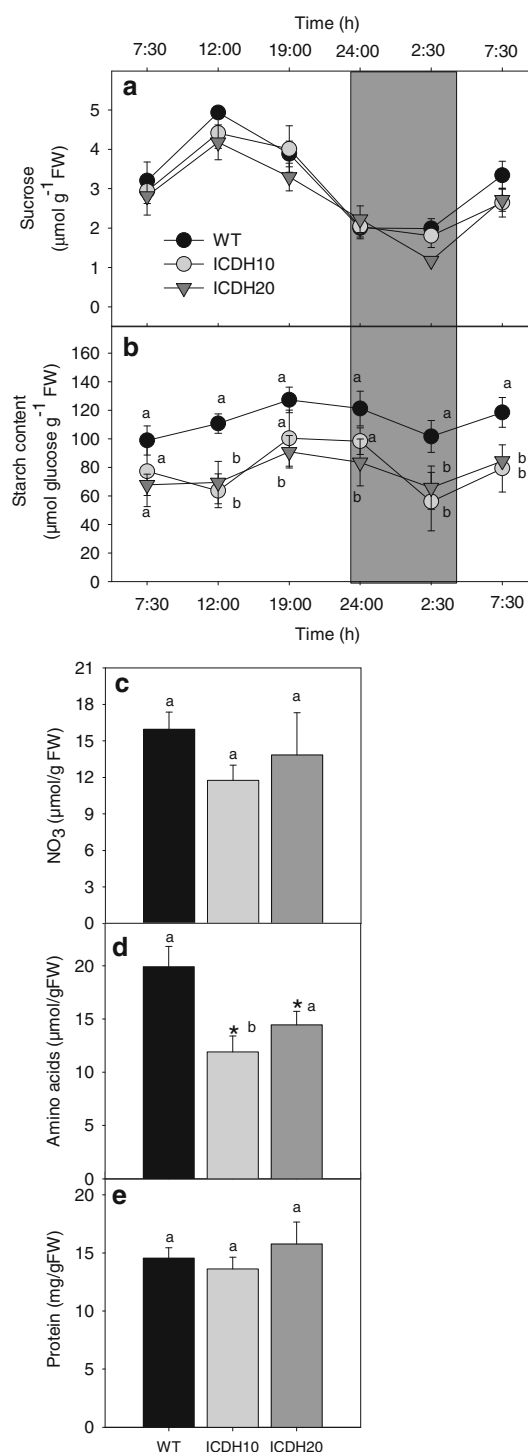 Time (h)
7:30 12:00 19:00 24:00 2:30 7:30
a
5
4
3
2
1
0
Sucrose
(µmol g-1 FW)
WT
ICDH10
ICDH20
b
160
140
120
100
80
60
40
20
0
Starch content
(µmol glucose g-1 FW)
a a a a a a
a b a a b b
a b b b b b
7:30 12:00 19:00 24:00 2:30 7:30
Time (h)
c
21
18
15
12
9
6
3
0
NO3 (µmol/g FW)
a a a
d
20
15
10
5
0
Amino acids (µmol/gFW)
a * b * a
e
20
15
10
5
0
Protein (mg/gFW)
a a a
WT ICDH10 ICDH20